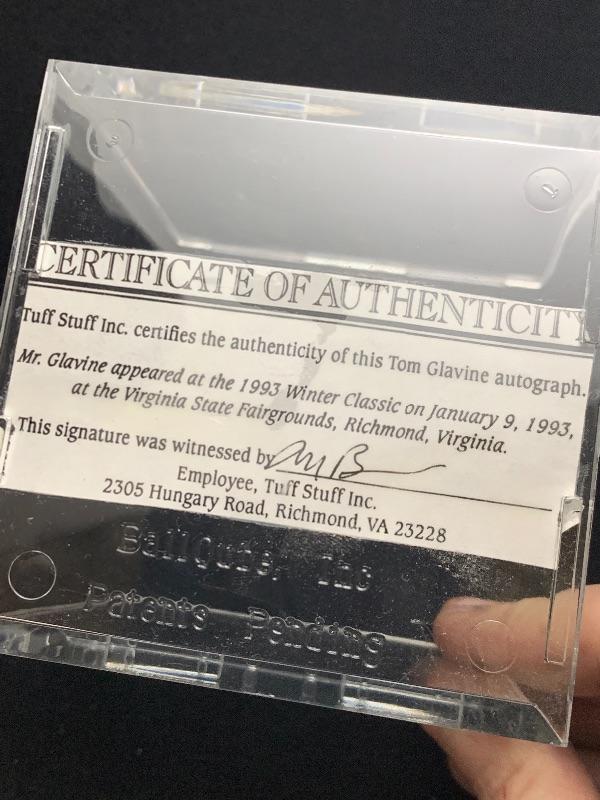 CERTIFICATE OF AUTHENTICITY
Tuff Stuff Inc. certifies the authenticity of this Tom Glavine autograph.
Mr. Glavine appeared at the 1993 Winter Classic on January 9, 1993,
at the Virginia State Fairgrounds, Richmond, Virginia.
This signature was witnessed by
Employee, Tuff Stuff Inc.
2305 Hungary Road, Richmond, VA 23228
BallQube, Inc
Patents Pending